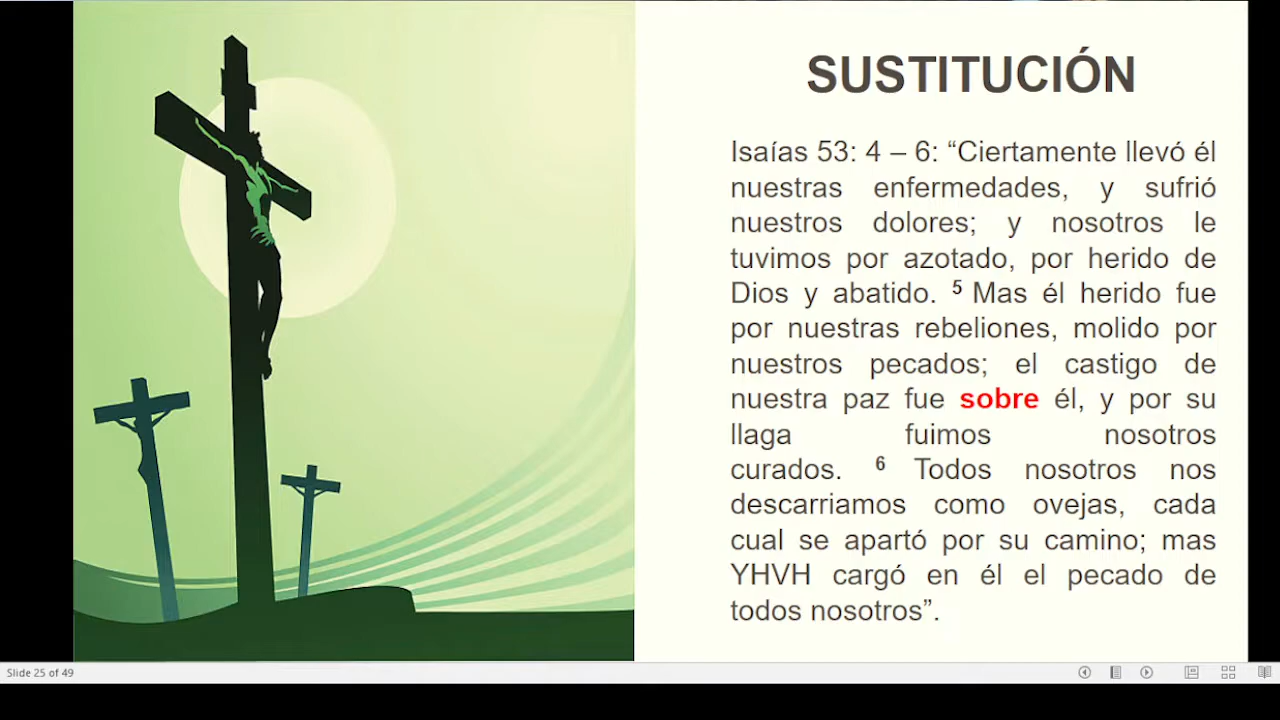 SUSTITUCIÓN
Isaías 53: 4 – 6: “Ciertamente llevó él
nuestras enfermedades, y sufrió
nuestros dolores; y nosotros le
tuvimos por azotado, por herido de
Dios y abatido. ⁵ Mas él herido fue
por nuestras rebeliones, molido por
nuestros pecados; el castigo de
nuestra paz fue sobre él, y por su
llaga fuimos nosotros
curados. ⁶ Todos nosotros nos
descarriamos como ovejas, cada
cual se apartó por su camino; mas
YHVH cargó en él el pecado de
todos nosotros”.
Slide 25 of 49